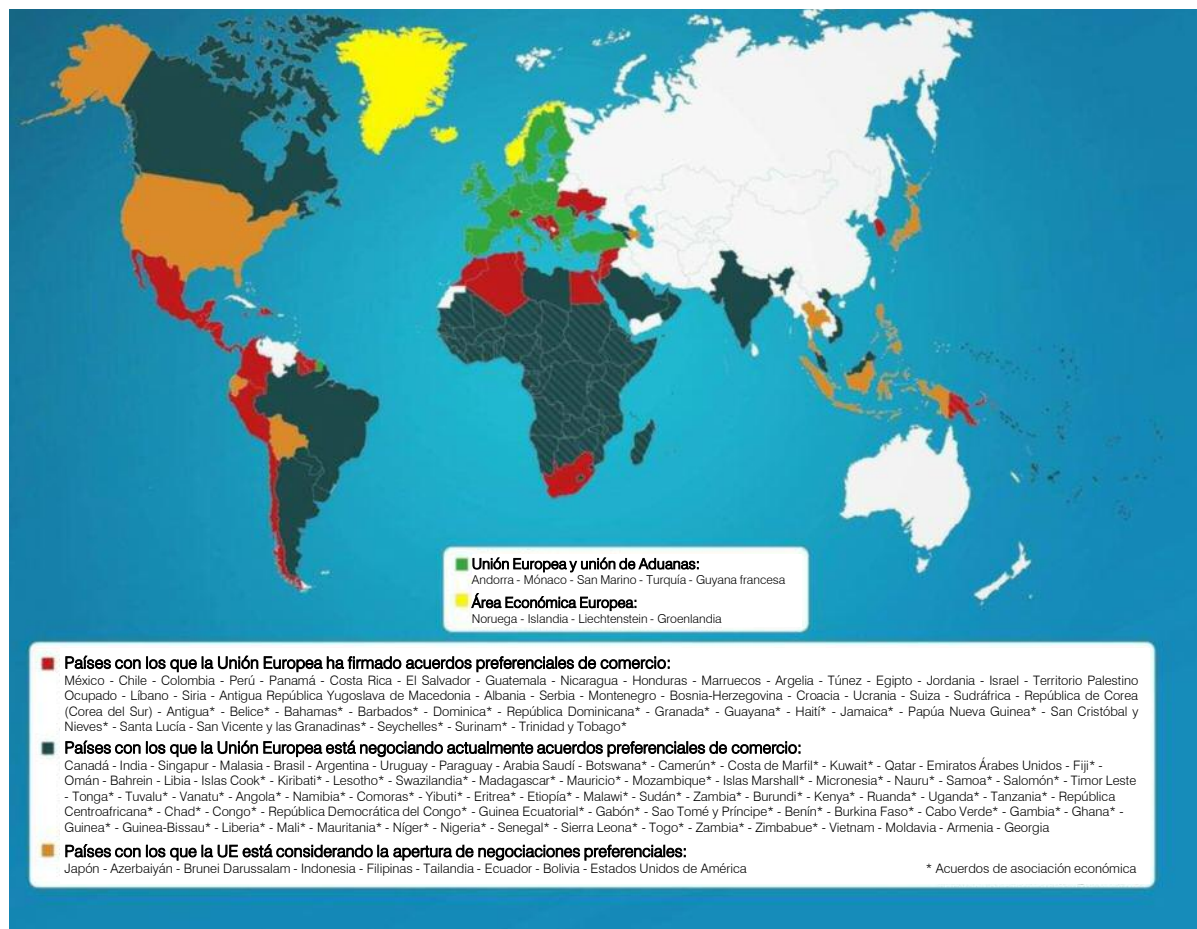 Unión Europea y unión de Aduanas:
Andorra - Mónaco - San Marino - Turquía - Guyana francesa
Área Económica Europea:
Noruega - Islandia - Liechtenstein - Groenlandia
Países con los que la Unión Europea ha firmado acuerdos preferenciales de comercio:
México - Chile - Colombia - Perú - Panamá - Costa Rica - El Salvador - Guatemala - Nicaragua - Honduras - Marruecos - Argelia - Túnez - Egipto - Jordania - Israel - Territorio Palestino
Ocupado - Líbano - Siria - Antigua República Yugoslava de Macedonia - Albania - Serbia - Montenegro - Bosnia-Herzegovina - Croacia - Ucrania - Suiza - Sudáfrica - República de Corea
(Corea del Sur) - Antigua* - Belice* - Bahamas* - Barbados* - Dominica* - República Dominicana* - Granada* - Guayana* - Haití* - Jamaica* - Papúa Nueva Guinea* - San Cristóbal y
Nieves* - Santa Lucía - San Vicente y las Granadinas* - Seychelles* - Surinam* - Trinidad y Tobago*
Países con los que la Unión Europea está negociando actualmente acuerdos preferenciales de comercio:
Canadá - India - Singapur - Malasia - Brasil - Argentina - Uruguay - Paraguay - Arabia Saudí - Botswana* - Camerún* - Costa de Marfil* - Kuwait* - Qatar - Emiratos Árabes Unidos - Fiji* -
Omán - Bahrein - Libia - Islas Cook* - Kiribati* - Lesotho* - Swazilandia* - Madagascar* - Mauricio* - Mozambique* - Islas Marshall* - Micronesia* - Nauru* - Samoa* - Salomón* - Timor Leste
- Tonga* - Tuvalu* - Vanatu* - Angola* - Namibia* - Comoras* - Yibuti* - Eritrea* - Etiopía* - Malawi* - Sudán* - Zambia* - Burundi* - Kenya* - Ruanda* - Uganda* - Tanzania* - República
Centroafricana* - Chad* - Congo* - República Democrática del Congo* - Guinea Ecuatorial* - Gabón* - Sao Tomé y Príncipe* - Benín* - Burkina Faso* - Cabo Verde* - Gambia* - Ghana* -
Guinea* - Guinea-Bissau* - Liberia* - Mali* - Mauritania* - Níger* - Nigeria* - Senegal* - Sierra Leona* - Togo* - Zambia* - Zimbabue* - Vietnam - Moldavia - Armenia - Georgia
Países con los que la UE está considerando la apertura de negociaciones preferenciales:
Japón - Azerbaiyán - Brunei Darussalam - Indonesia - Filipinas - Tailandia - Ecuador - Bolivia - Estados Unidos de América
* Acuerdos de asociación económica